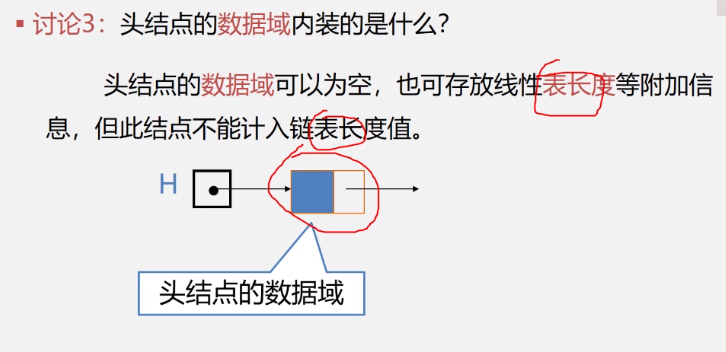 ▪ 讨论3：头结点的数据域内装的是什么？
头结点的数据域可以为空，也可存放线性表长度等附加信
息，但此结点不能计入链表长度值。
H
头结点的数据域